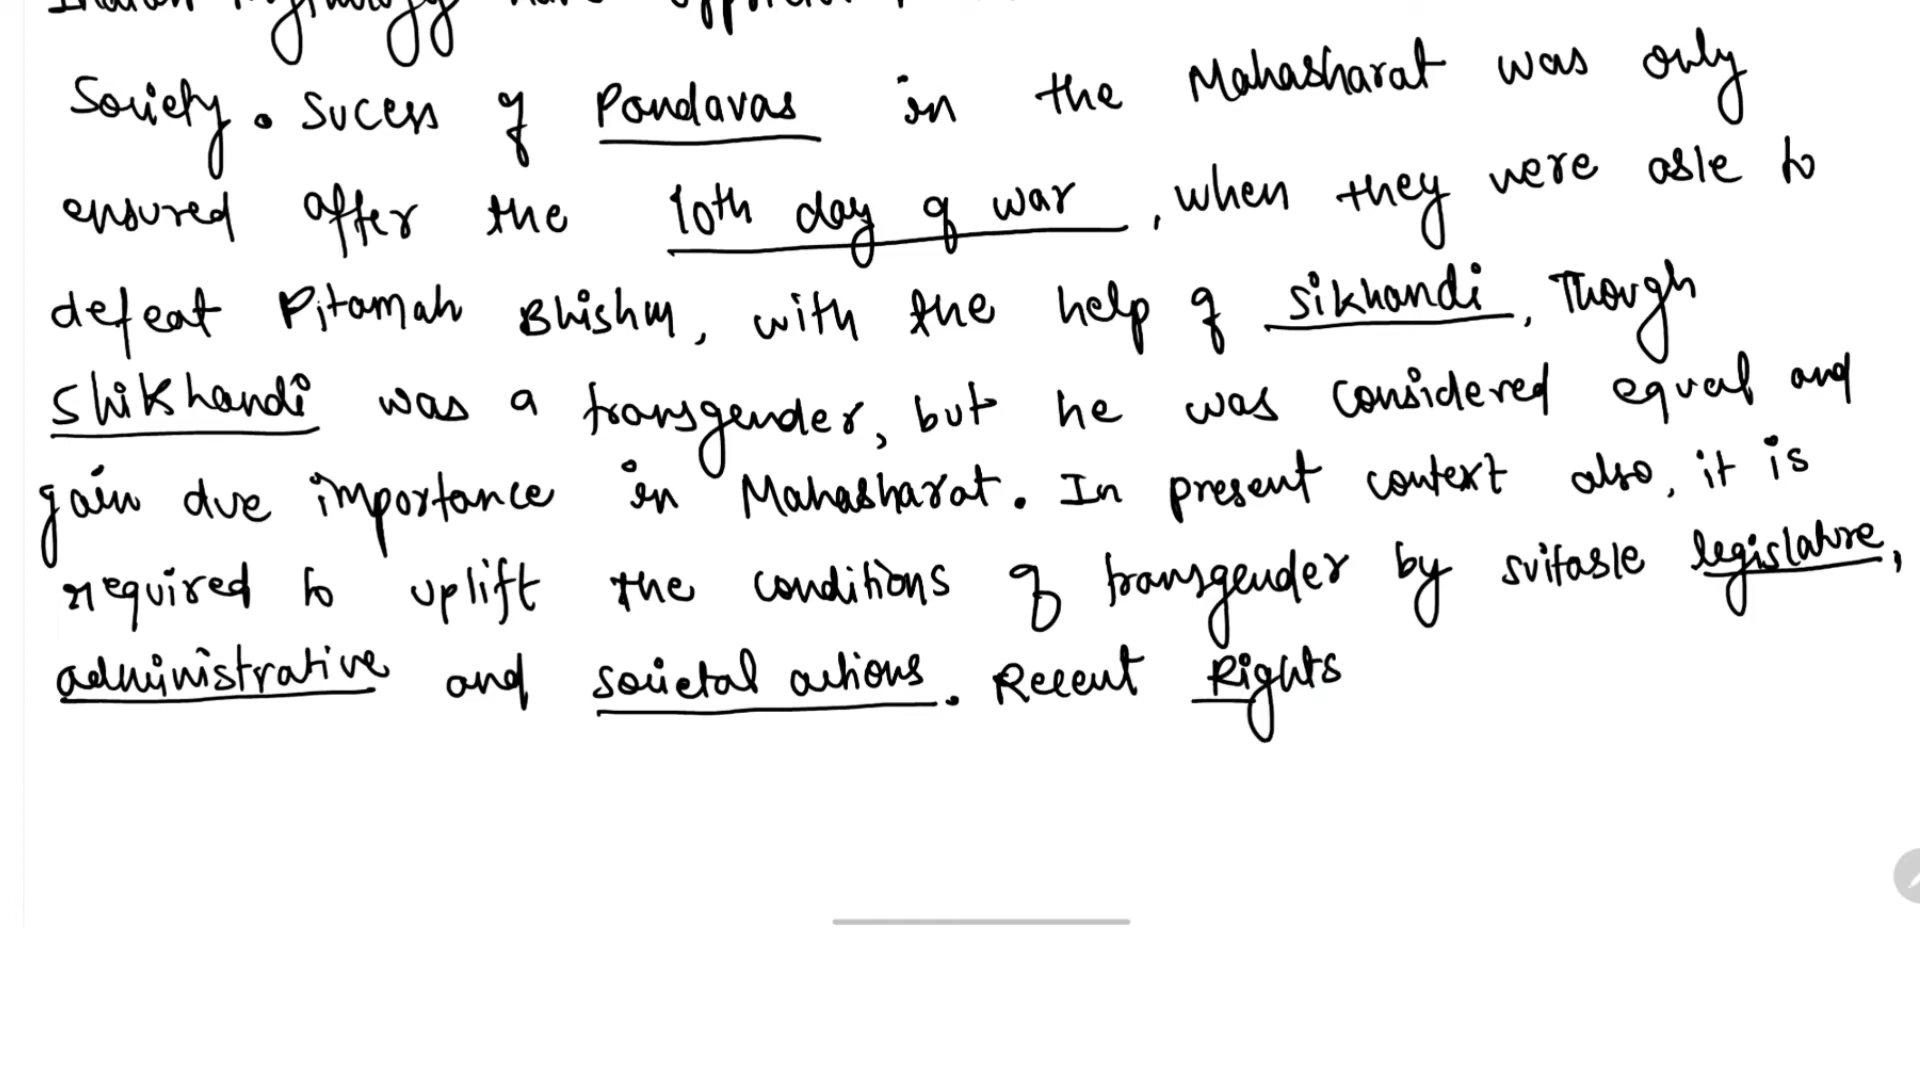 Indian Mythology have
Society. Sucess of Pandavas in the Mahabharat was only
ensured after the 10th day of war, when they were able to
defeat Pitamah Bhishm, with the help of Sikhandi, Though
Shikhandi was a transgender, but he was considered equal and
gain due importance in Mahabharat. In present context also, it is
required to uplift the conditions of transgender by suitable legislature,
administrative and societal actions. Recent Rights